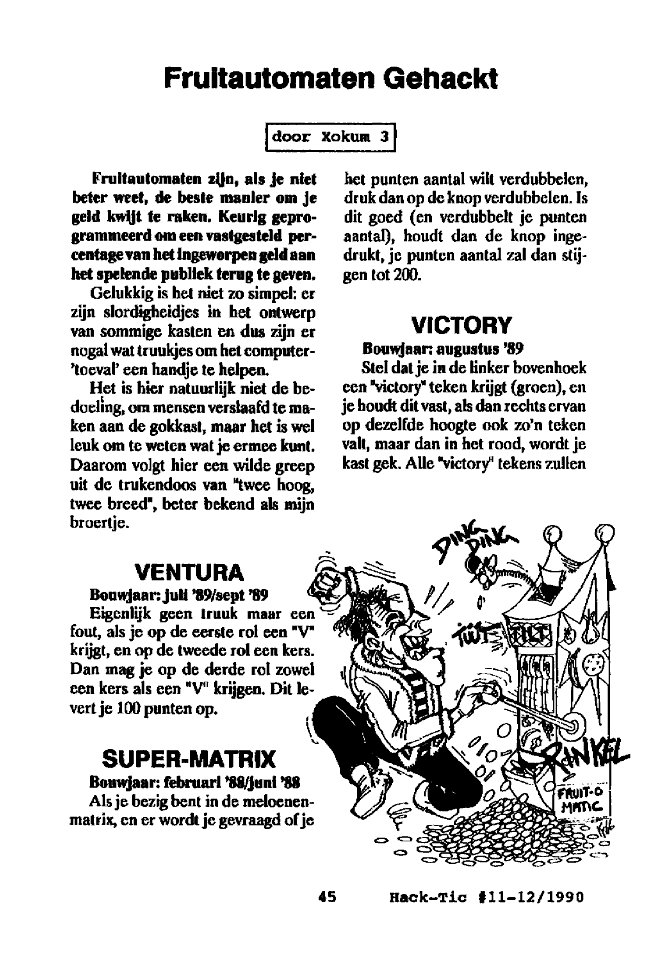 Fruitautomaten Gehackt
door Xokum 3
Fruitautomaten zijn, als je niet
beter weet, de beste manier om je
geld kwijt te raken. Keurig gepro-
grammeerd om een vastgesteld per-
centage van het ingeworpen geld aan
het spelende publiek terug te geven.
Gelukkig is het niet zo simpel: er
zijn slordigheidjes in het ontwerp
van sommige kasten en dus zijn er
nogal wat truukjes om het computer-
'toeval' een handje te helpen.
Het is hier natuurlijk niet de be-
doeling, om mensen verslaafd te ma-
ken aan de gokkast, maar het is wel
leuk om te weten wat je ermee kunt.
Daarom volgt hier een wilde greep
uit de trukendoos van "twee hoog,
twee breed", beter bekend als mijn
broertje.
VENTURA
Bouwjaar: juli '89/sept '89
Eigenlijk geen truuk maar een
fout, als je op de eerste rol een "V"
krijgt, en op de tweede rol een kers.
Dan mag je op de derde rol zowel
een kers als een "V" krijgen. Dit le-
vert je 100 punten op.
SUPER-MATRIX
Bouwjaar: februari '88/juni '88
Als je bezig bent in de meloenen-
matrix, en er wordt je gevraagd of je
het punten aantal wilt verdubbelen,
druk dan op de knop verdubbelen. Is
dit goed (en verdubbelt je punten
aantal), houdt dan de knop inge-
drukt, je punten aantal zal dan stij-
gen tot 200.
VICTORY
Bouwjaar: augustus '89
Stel dat je in de linker bovenhoek
een "victory" teken krijgt (groen), en
je houdt dit vast, als dan rechts ervan
op dezelfde hoogte ook zo'n teken
valt, maar dan in het rood, wordt je
kast gek. Alle "victory" tekens zullen
DING
DING
TUUT
TILT
RINKEL
FRUIT-O
MATIC
45 Hack-Tic #11-12/1990